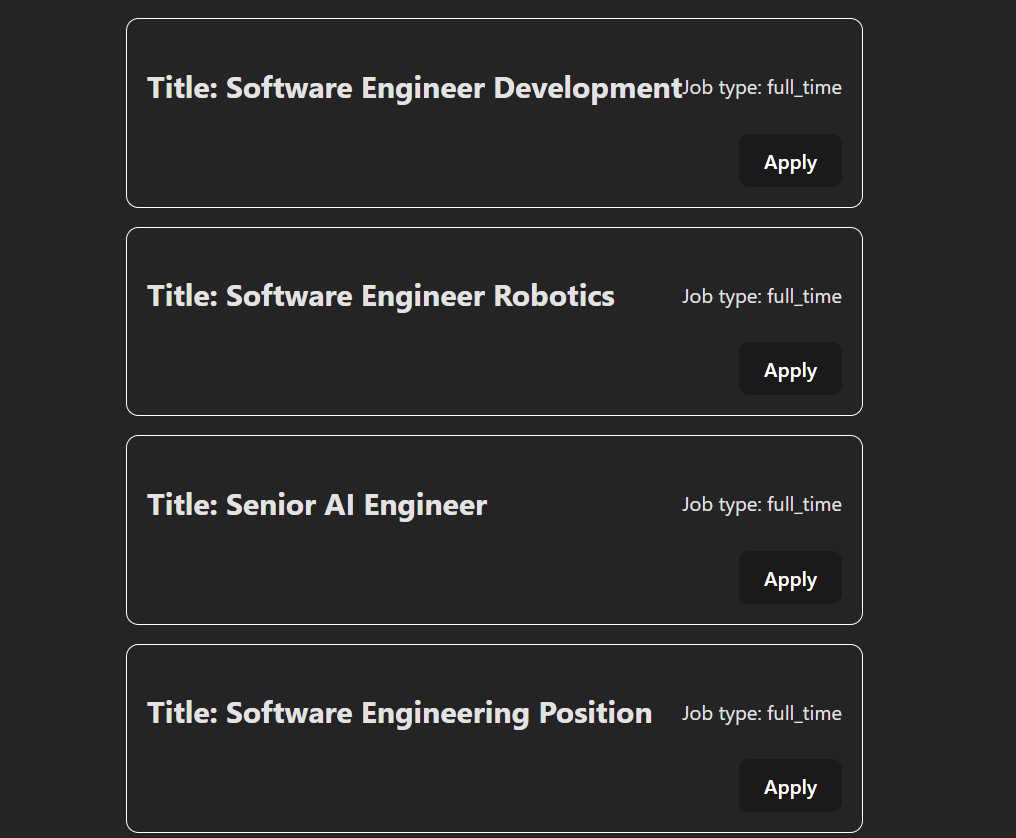 Title: Software Engineer Development Job type: full_time
Apply
Title: Software Engineer Robotics Job type: full_time
Apply
Title: Senior AI Engineer Job type: full_time
Apply
Title: Software Engineering Position Job type: full_time
Apply